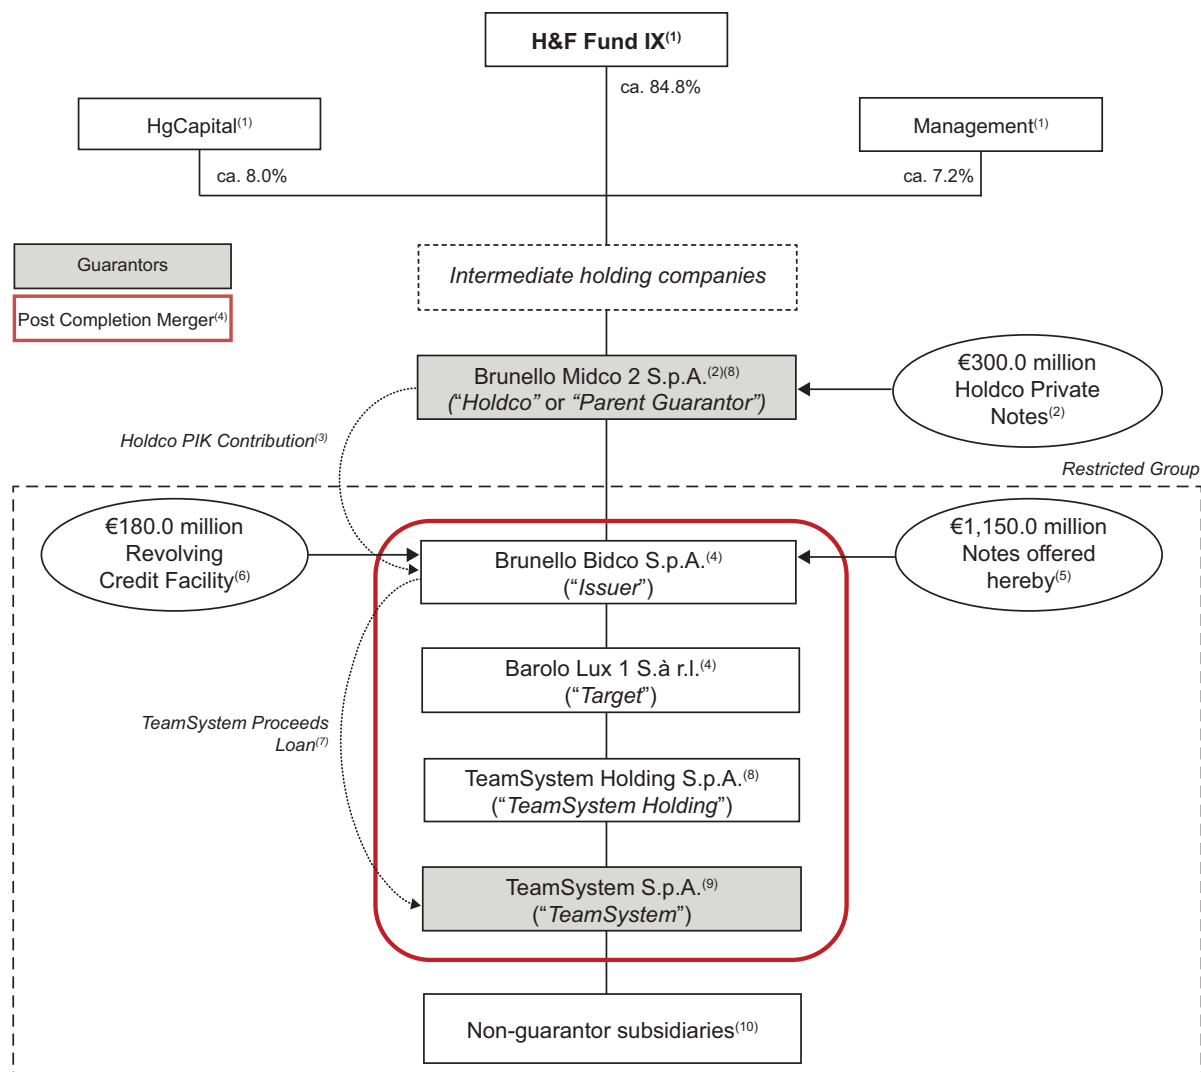 H&F Fund IX(1)
ca. 84.8%
HgCapital(1)
Management(1)
ca. 8.0%
ca. 7.2%
Guarantors
Post Completion Merger(4)
Intermediate holding companies
Brunello Midco 2 S.p.A.(2)(8)
("Holdco" or "Parent Guarantor")
€300.0 million
Holdco Private
Notes(2)
Holdco PIK Contribution(3)
Restricted Group
€180.0 million
Revolving
Credit Facility(6)
Brunello Bidco S.p.A.(4)
("Issuer")
€1,150.0 million
Notes offered
hereby(5)
Barolo Lux 1 S.à r.l.(4)
("Target")
TeamSystem Proceeds
Loan(7)
TeamSystem Holding S.p.A.(8)
("TeamSystem Holding")
TeamSystem S.p.A.(9)
("TeamSystem")
Non-guarantor subsidiaries(10)